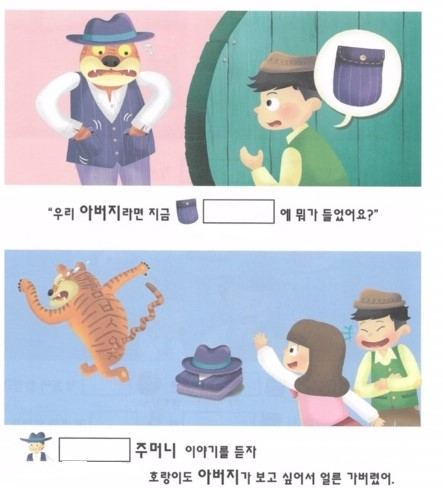 “우리 아버지라면 지금 에 뭐가 들었어요?”
주머니 이야기를 듣자
호랑이도 아버지가 보고 싶어서 얼른 가버렸어.